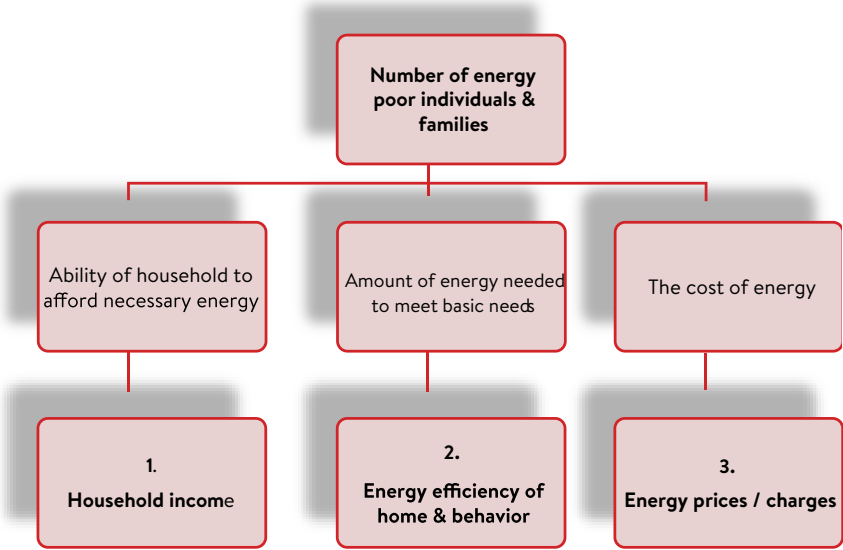 Number of energy
poor individuals &
families
Ability of household to
afford necessary energy
Amount of energy needed
to meet basic needs
The cost of energy
1.
Household income
2.
Energy efficiency of
home & behavior
3.
Energy prices / charges